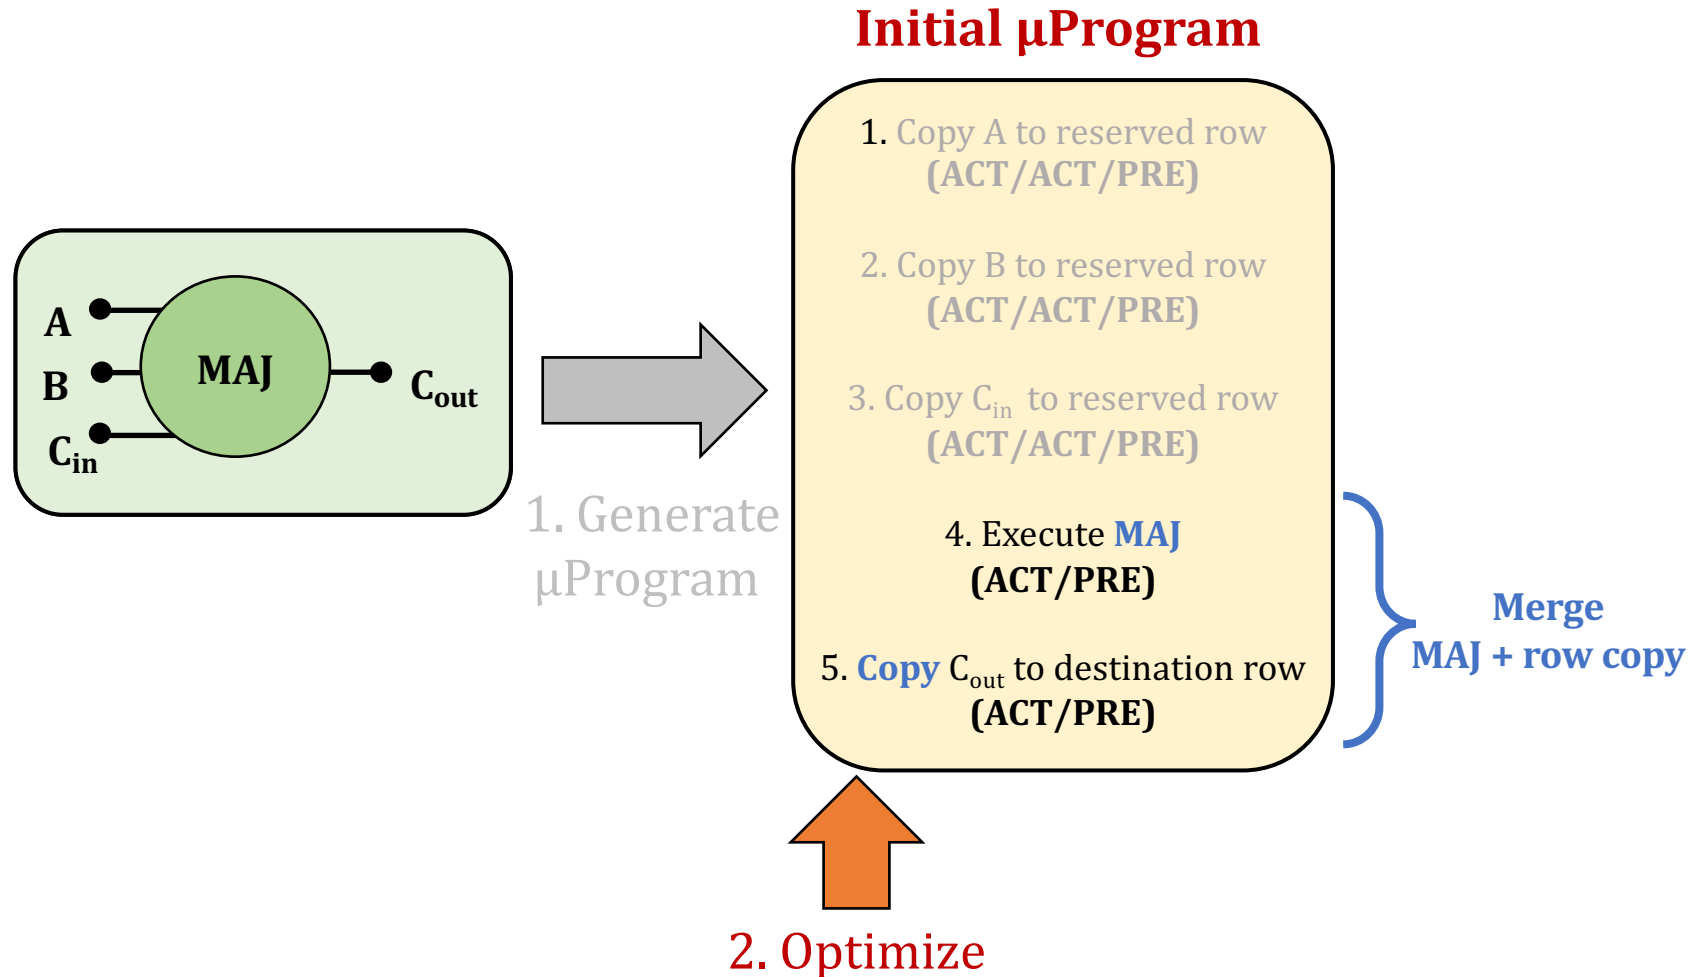 Initial μProgram
1. Copy A to reserved row
(ACT/ACT/PRE)
2. Copy B to reserved row
(ACT/ACT/PRE)
3. Copy Cin to reserved row
(ACT/ACT/PRE)
4. Execute MAJ
(ACT/PRE)
5. Copy Cout to destination row
(ACT/PRE)
A
B
Cin
MAJ
Cout
1. Generate
μProgram
Merge
MAJ + row copy
2. Optimize